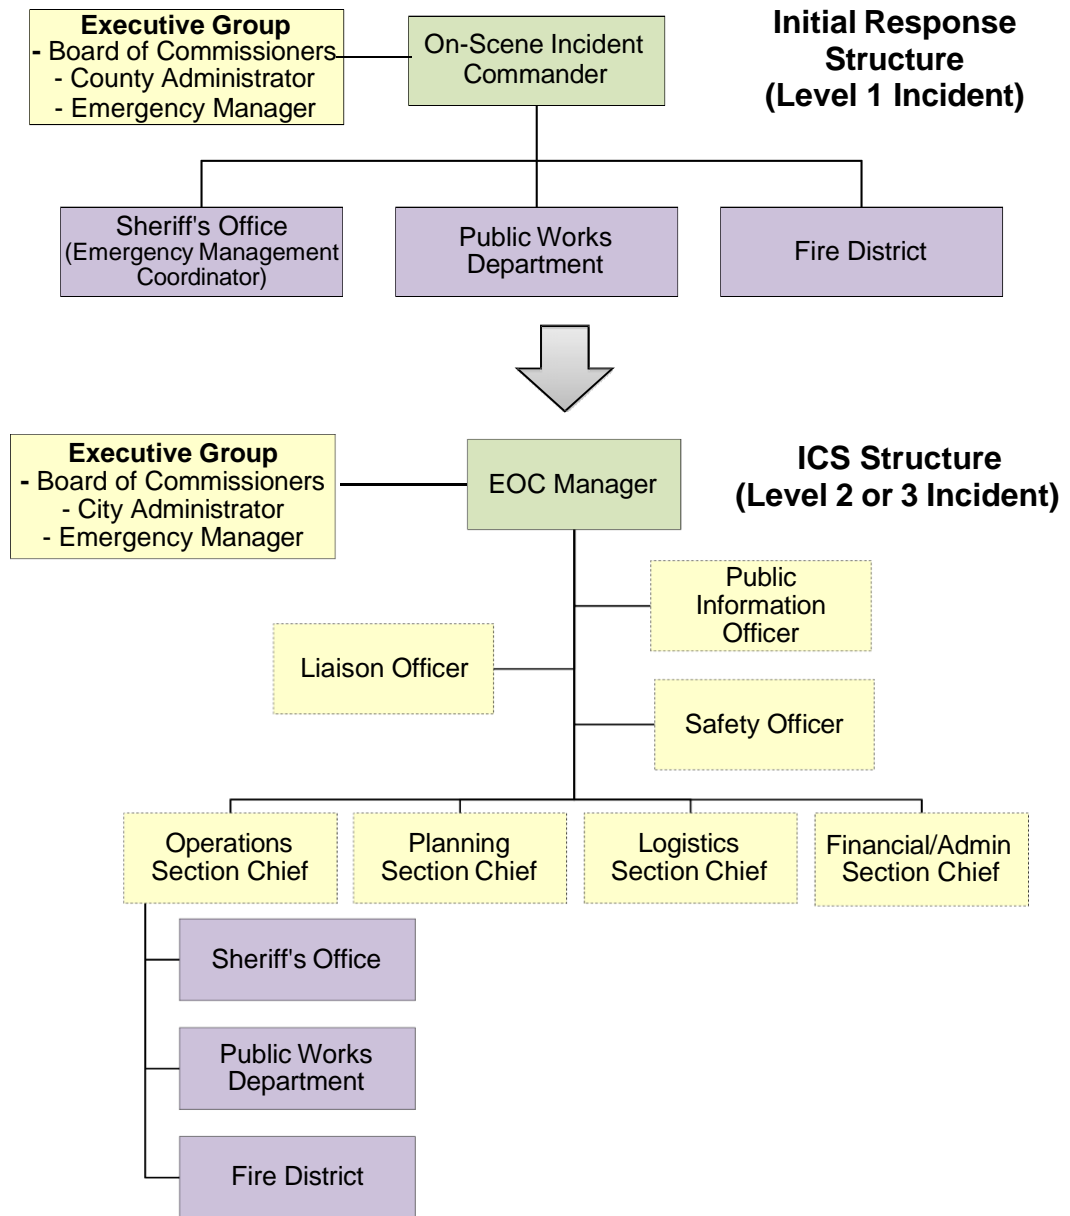 Executive Group
- Board of Commissioners
- County Administrator
- Emergency Manager
On-Scene Incident
Commander
Initial Response
Structure
(Level 1 Incident)
Sheriff's Office
(Emergency Management
Coordinator)
Public Works
Department
Fire District
Executive Group
- Board of Commissioners
- City Administrator
- Emergency Manager
EOC Manager
ICS Structure
(Level 2 or 3 Incident)
Public
Information
Officer
Liaison Officer
Safety Officer
Operations
Section Chief
Planning
Section Chief
Logistics
Section Chief
Financial/Admin
Section Chief
Sheriff's Office
Public Works
Department
Fire District